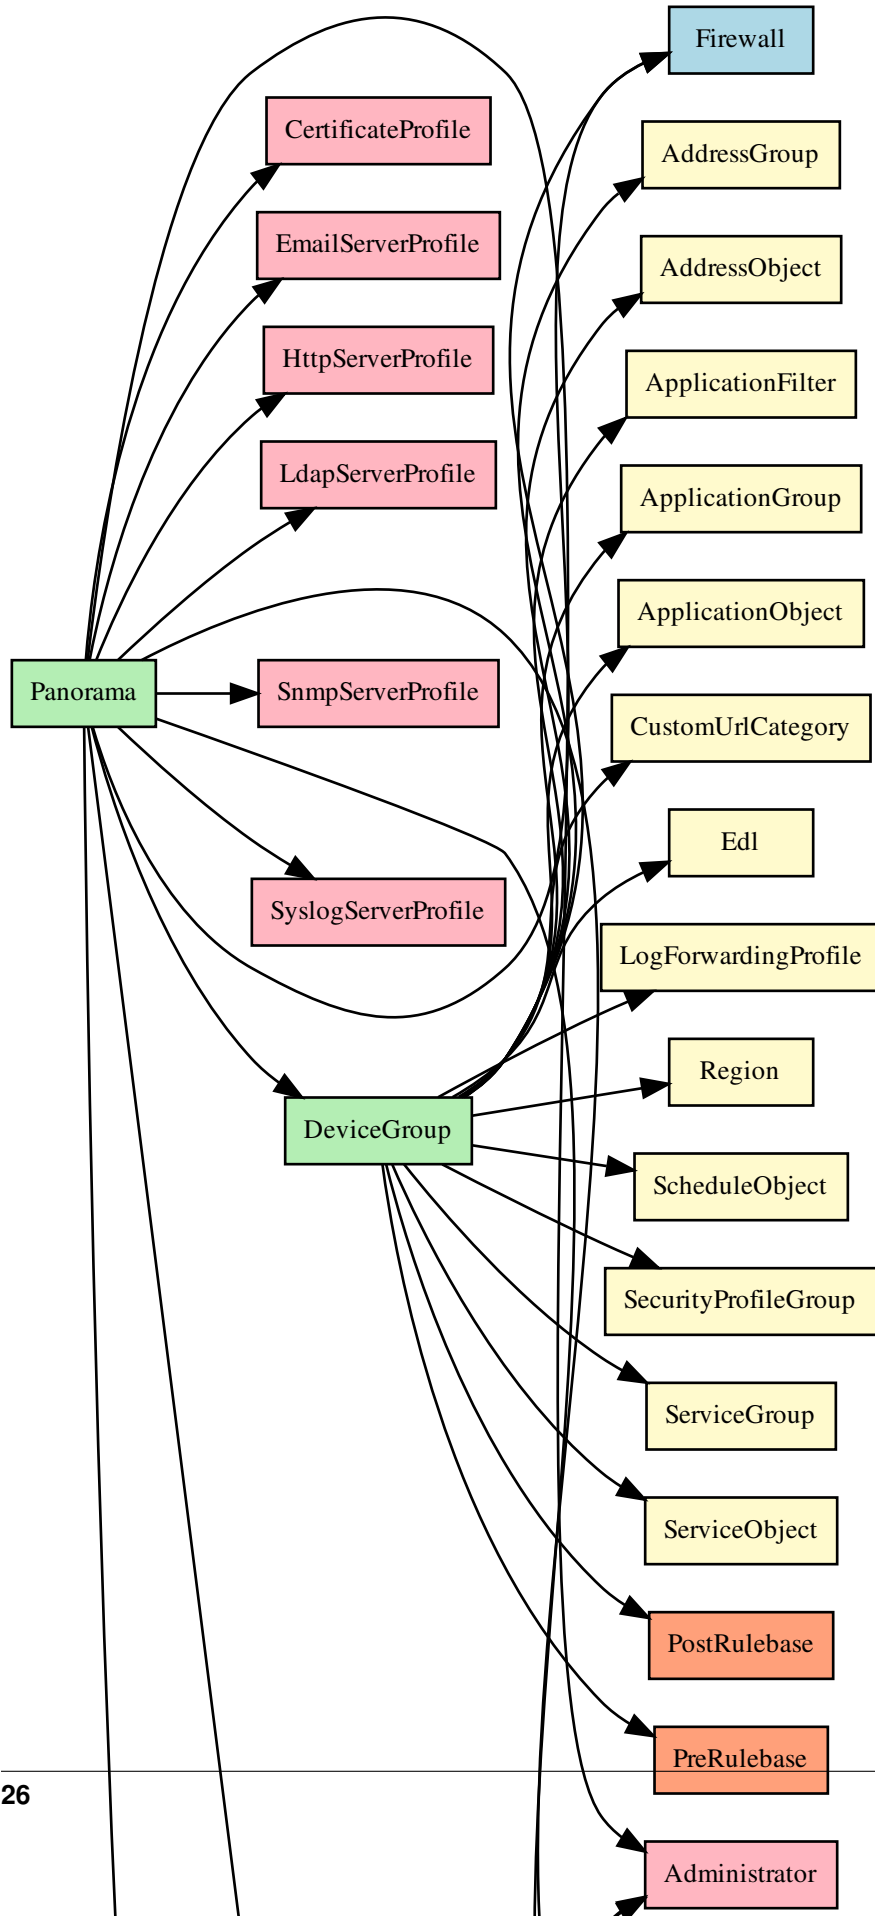 Firewall
CertificateProfile
AddressGroup
EmailServerProfile
AddressObject
HttpServerProfile
ApplicationFilter
LdapServerProfile
ApplicationGroup
ApplicationObject
Panorama
SnmpServerProfile
CustomUrlCategory
Edl
SyslogServerProfile
LogForwardingProfile
Region
DeviceGroup
ScheduleObject
SecurityProfileGroup
ServiceGroup
ServiceObject
PostRulebase
PreRulebase
26
Administrator